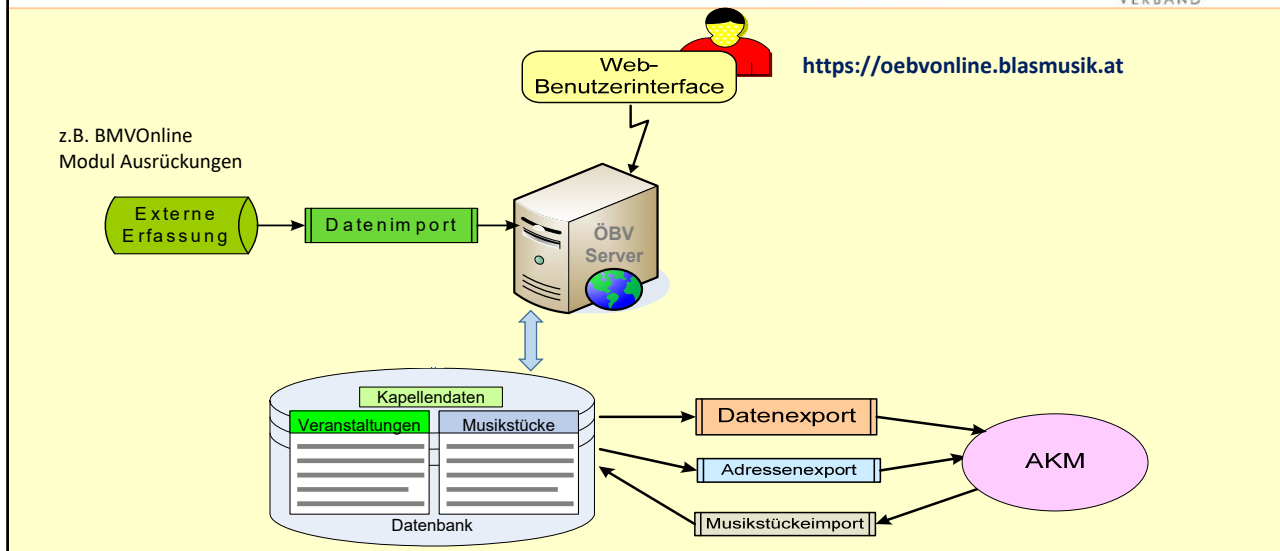 VERBAND
Web-
Benutzerinterface
https://oebvonline.blasmusik.at
z.B. BMVOnline
Modul Ausrückungen
Externe
Erfassung
Datenimport
ÖBV
Server
Kapellendaten
Veranstaltungen
Musikstücke
Datenbank
Datenexport
Adressenexport
Musikstückeimport
AKM